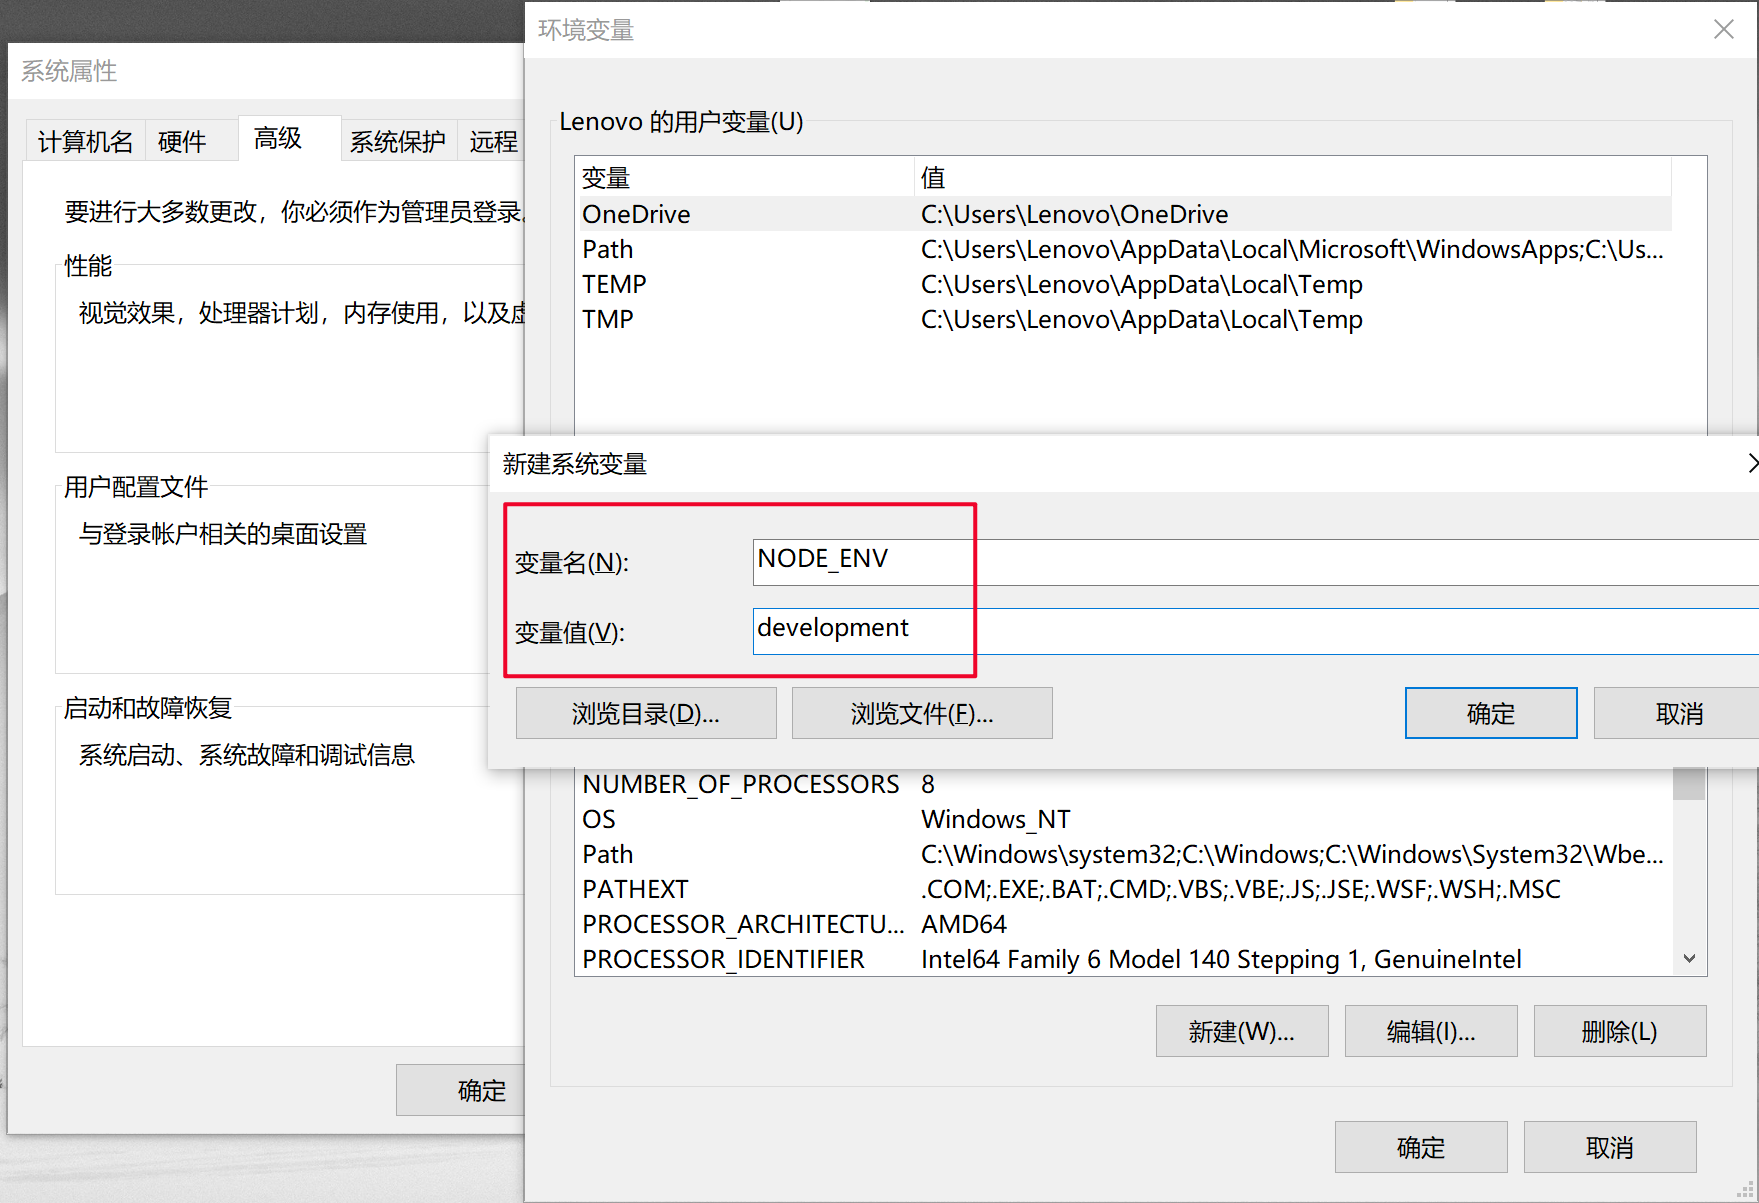 系统属性
计算机名
硬件
高级
系统保护
远程
要进行大多数更改，你必须作为管理员登录。
性能
视觉效果，处理器计划，内存使用，以及虚
用户配置文件
与登录帐户相关的桌面设置
启动和故障恢复
系统启动、系统故障和调试信息
确定
环境变量
Lenovo 的用户变量(U)
变量 值
OneDrive C:\Users\Lenovo\OneDrive
Path C:\Users\Lenovo\AppData\Local\Microsoft\WindowsApps;C:\Us...
TEMP C:\Users\Lenovo\AppData\Local\Temp
TMP C:\Users\Lenovo\AppData\Local\Temp
新建系统变量
变量名(N): NODE_ENV
变量值(V): development
浏览目录(D)... 浏览文件(F)... 确定 取消
NUMBER_OF_PROCESSORS 8
OS Windows_NT
Path C:\Windows\system32;C:\Windows;C:\Windows\System32\Wbe...
PATHEXT .COM;.EXE;.BAT;.CMD;.VBS;.VBE;.JS;.JSE;.WSF;.WSH;.MSC
PROCESSOR_ARCHITECTU... AMD64
PROCESSOR_IDENTIFIER Intel64 Family 6 Model 140 Stepping 1, GenuineIntel
新建(W)... 编辑(I)... 删除(L)
确定 取消